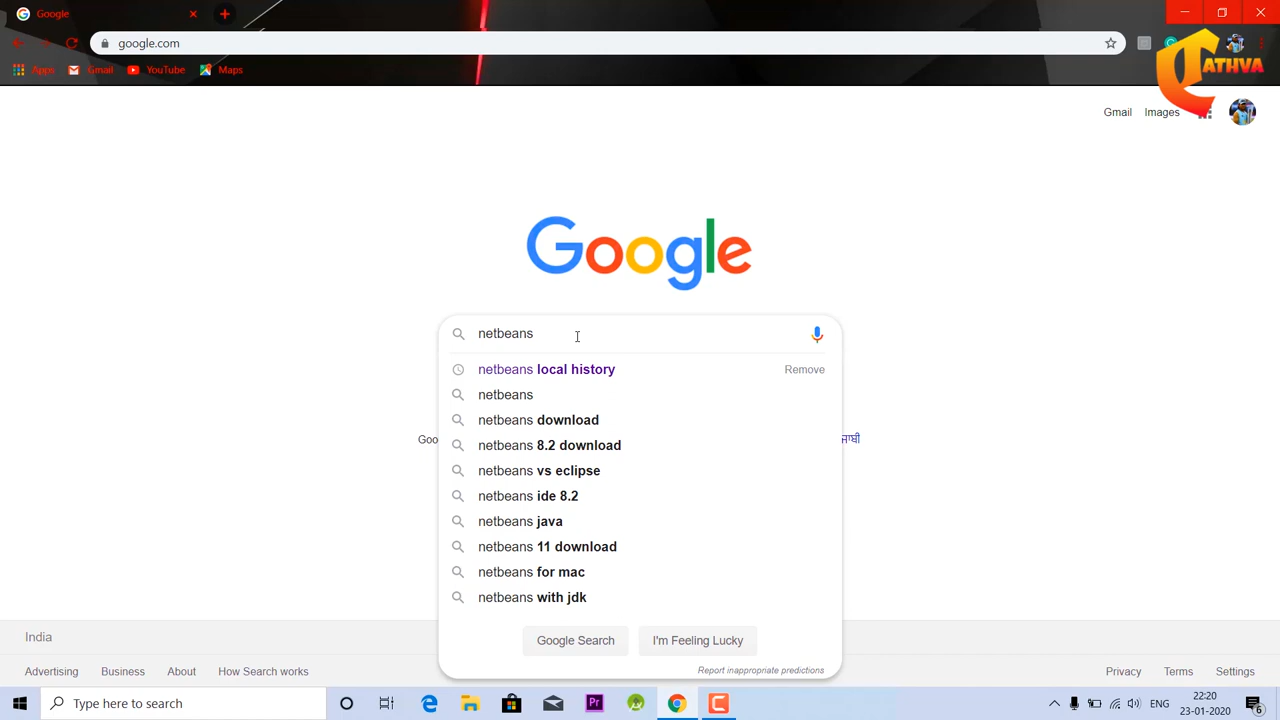 Google
google.com
Apps Gmail YouTube Maps
ATHVA
Gmail Images
Google
netbeans
netbeans local history Remove
netbeans
netbeans download
netbeans 8.2 download
netbeans vs eclipse
netbeans ide 8.2
netbeans java
netbeans 11 download
netbeans for mac
netbeans with jdk
Goo ਜਾਬੀ
Google Search I'm Feeling Lucky
Report inappropriate predictions
India
Advertising Business About How Search works Privacy Terms Settings
Type here to search
Pr
C
ENG
22:20
23-01-2020
6